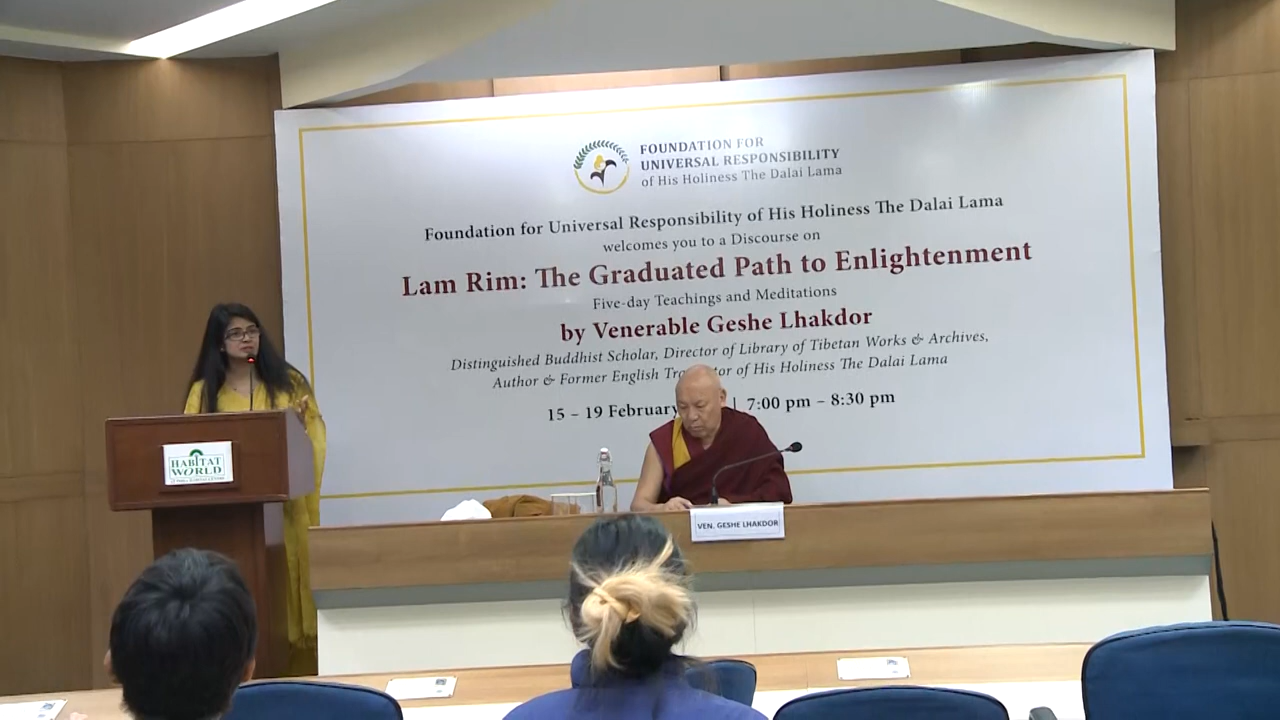 FOUNDATION FOR
UNIVERSAL RESPONSIBILITY
of His Holiness The Dalai Lama
Foundation for Universal Responsibility of His Holiness The Dalai Lama
welcomes you to a Discourse on
Lam Rim: The Graduated Path to Enlightenment
Five-day Teachings and Meditations
by Venerable Geshe Lhakdor
Distinguished Buddhist Scholar, Director of Library of Tibetan Works & Archives,
Author & Former English Tra or of His Holiness The Dalai Lama
15 – 19 February | 7:00 pm – 8:30 pm
HABITAT
WORLD
VEN. GESHE LHAKDOR